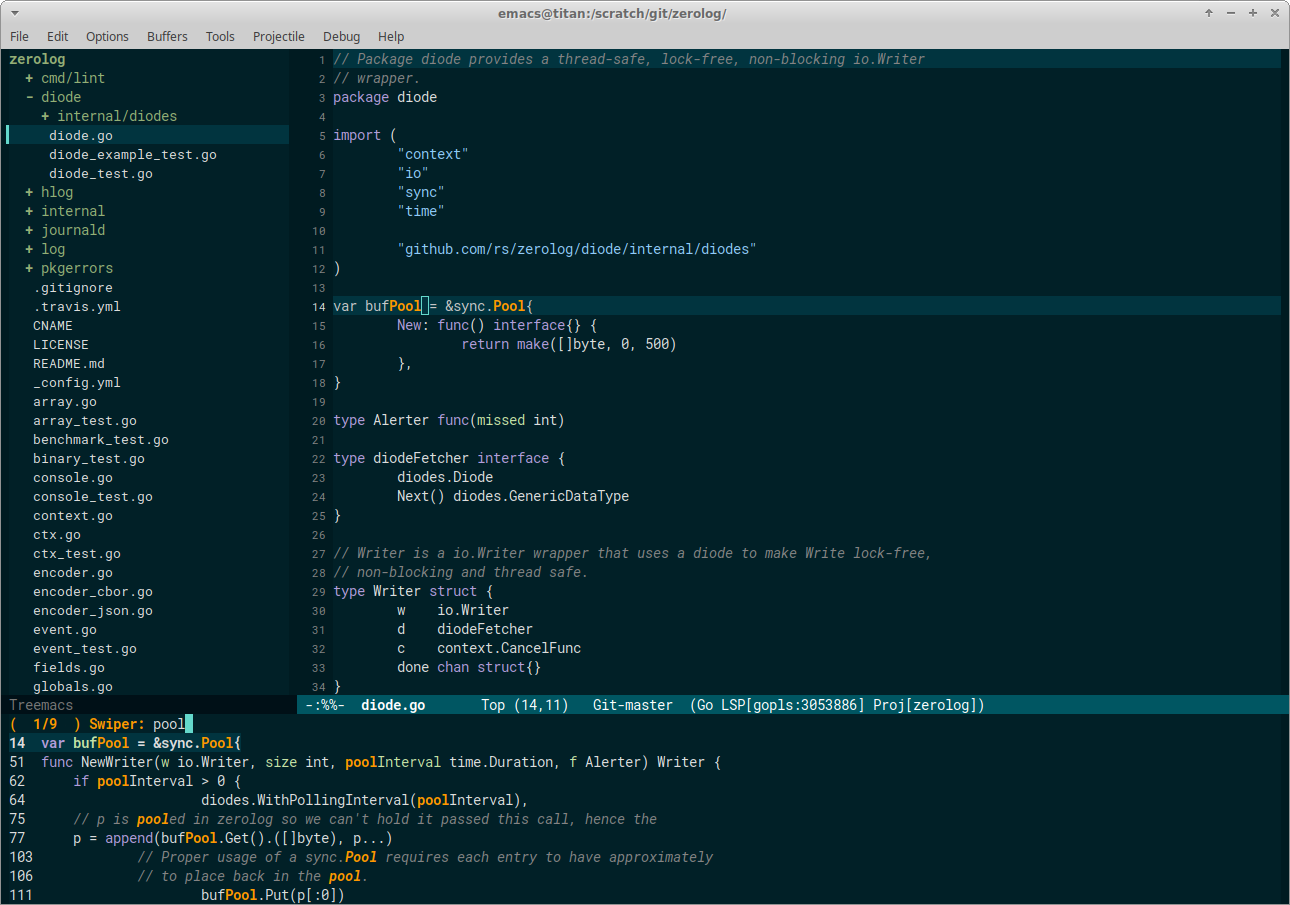 emacs@titan:/scratch/git/zerolog/
File Edit Options Buffers Tools Projectile Debug Help
zerolog
+ cmd/lint
- diode
+ internal/diodes
diode.go
diode_example_test.go
diode_test.go
+ hlog
+ internal
+ journald
+ log
+ pkgerrors
.gitignore
.travis.yml
CNAME
LICENSE
README.md
_config.yml
array.go
array_test.go
benchmark_test.go
binary_test.go
console.go
console_test.go
context.go
ctx.go
ctx_test.go
encoder.go
encoder_cbor.go
encoder_json.go
event.go
event_test.go
fields.go
globals.go
Treemacs
1 // Package diode provides a thread-safe, lock-free, non-blocking io.Writer
2 // wrapper.
3 package diode
4
5 import (
6         "context"
7         "io"
8         "sync"
9         "time"
10
11         "github.com/rs/zerolog/diode/internal/diodes"
12 )
13
14 var bufPool = &sync.Pool{
15         New: func() interface{} {
16                 return make([]byte, 0, 500)
17         },
18 }
19
20 type Alerter func(missed int)
21
22 type diodeFetcher interface {
23         diodes.Diode
24         Next() diodes.GenericDataType
25 }
26
27 // Writer is a io.Writer wrapper that uses a diode to make Write lock-free,
28 // non-blocking and thread safe.
29 type Writer struct {
30         w    io.Writer
31         d    diodeFetcher
32         c    context.CancelFunc
33         done chan struct{}
34 }
-:%%-  diode.go       Top (14,11)   Git-master  (Go LSP[gopls:3053886] Proj[zerolog])
(  1/9  ) Swiper: pool
14  var bufPool = &sync.Pool{
51  func NewWriter(w io.Writer, size int, poolInterval time.Duration, f Alerter) Writer {
62      if poolInterval > 0 {
64                      diodes.WithPollingInterval(poolInterval),
75      // p is pooled in zerolog so we can't hold it passed this call, hence the
77      p = append(bufPool.Get().([]byte), p...)
103             // Proper usage of a sync.Pool requires each entry to have approximately
106             // to place back in the pool.
111                     bufPool.Put(p[:0])